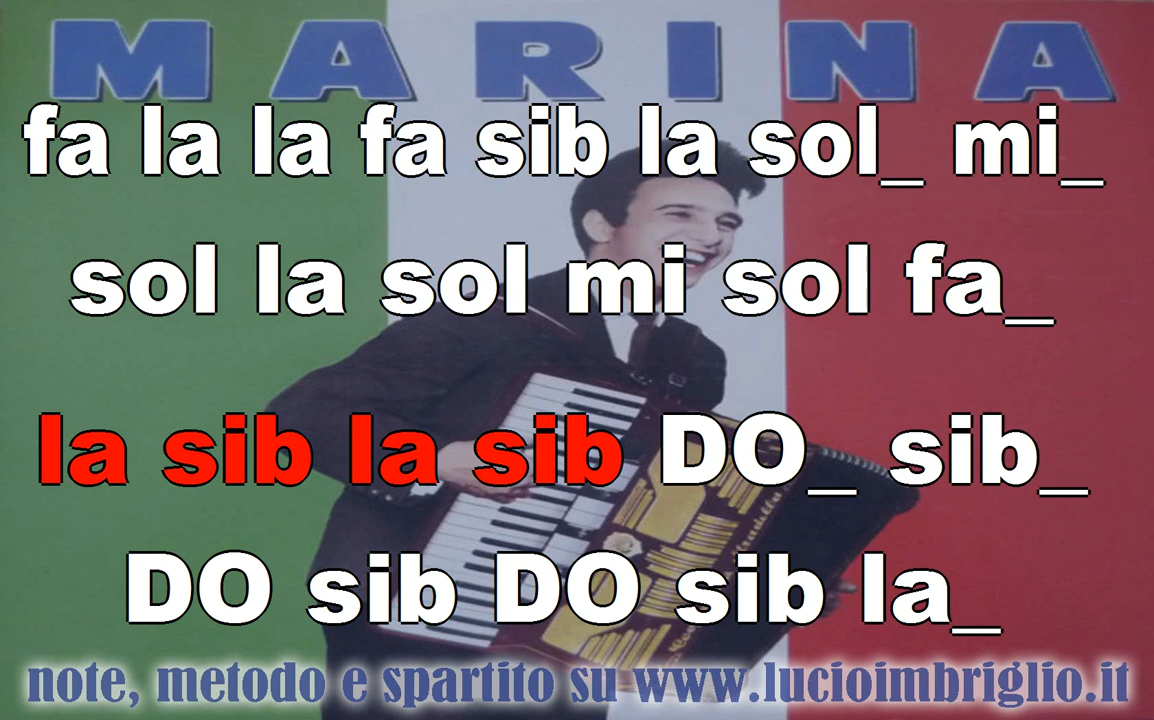 MARINA
fa la la fa sib la sol_ mi_
sol la sol mi sol fa_
la sib la sib DO_ sib_
DO sib DO sib la_
note, metodo e spartito su www.lucioimbriglio.it